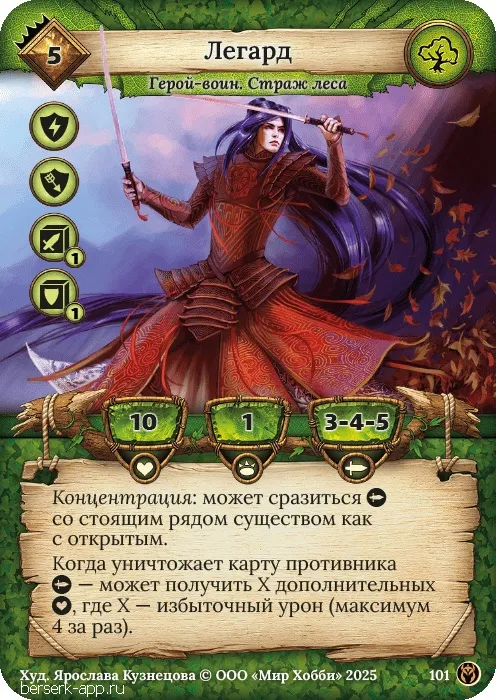 5
Легард
Герой-воин. Страж леса
1
1
10
1
3-4-5
Концентрация: может сразиться
со стоящим рядом существом как
с открытым.
Когда уничтожает карту противника
— может получить X дополнительных
, где X — избыточный урон (максимум
4 за раз).
Худ. Ярослава Кузнецова © ООО «Мир Хобби» 2025 101
berserk-app.ru